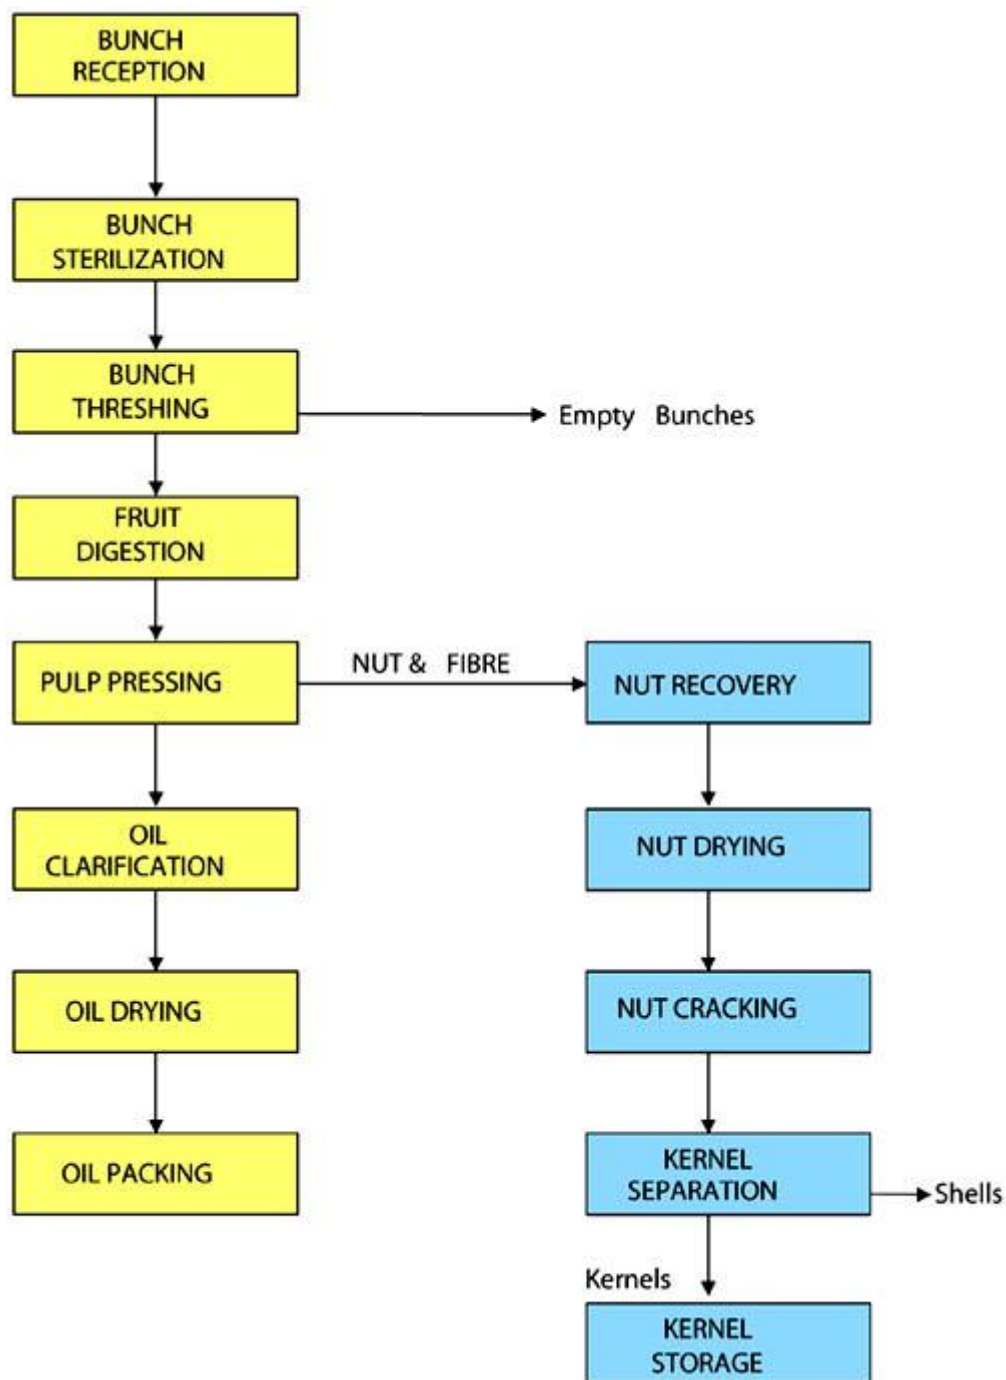 BUNCH
RECEPTION
BUNCH
STERILIZATION
BUNCH
THRESHING
Empty Bunches
FRUIT
DIGESTION
PULP PRESSING
NUT & FIBRE
NUT RECOVERY
OIL
CLARIFICATION
NUT DRYING
OIL DRYING
NUT CRACKING
OIL PACKING
KERNEL
SEPARATION
Shells
Kernels
KERNEL
STORAGE